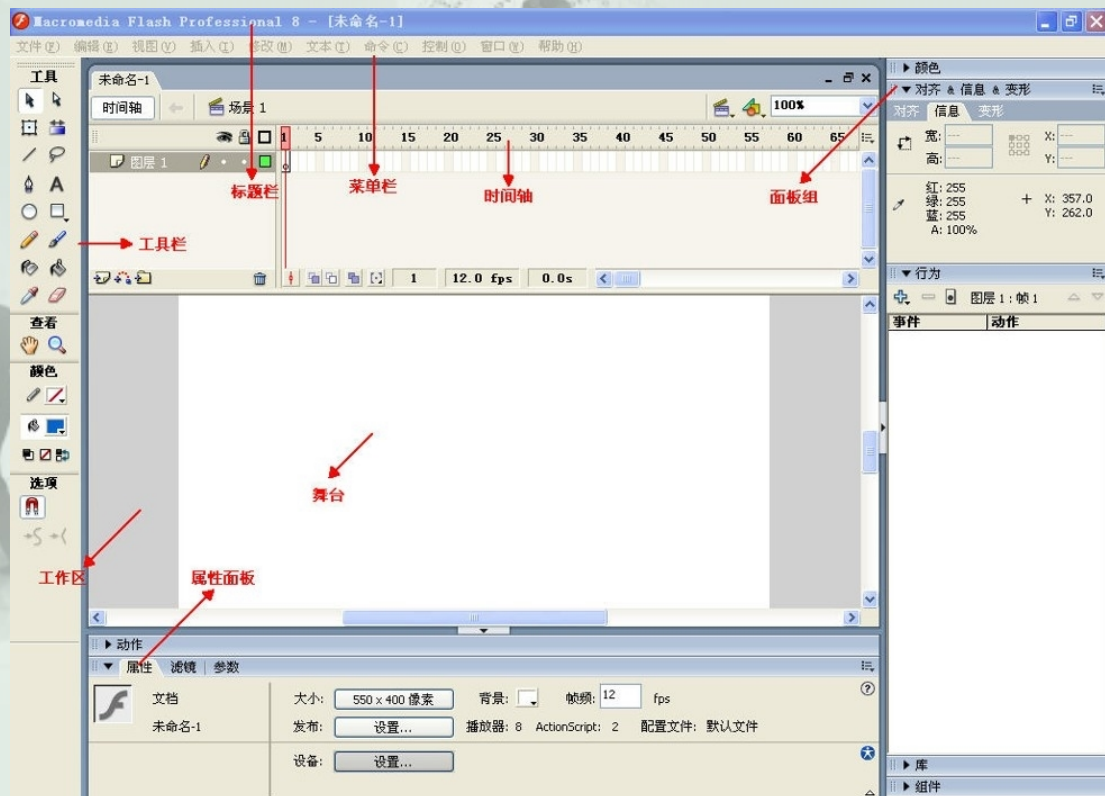 Macromedia Flash Professional 8 - [未命名-1]
文件(F) 编辑(E) 视图(V) 插入(I) 修改(M) 文本(T) 命令(C) 控制(O) 窗口(W) 帮助(H)
工具
未命名-1
时间轴 场景 1 100%
1 5 10 15 20 25 30 35 40 45 50 55 60 65
图层 1
标题栏
菜单栏
时间轴
面板组
工具栏
1 12.0 fps 0.0s
查看
颜色
选项
舞台
工作区
属性面板
动作
属性 滤镜 参数
文档
未命名-1
大小: 550 x 400 像素 背景: 帧频: 12 fps
发布: 设置... 播放器: 8 ActionScript: 2 配置文件: 默认文件
设备: 设置...
颜色
对齐 & 信息 & 变形
对齐 信息 变形
宽: X:
高: Y:
红: 255
绿: 255 X: 357.0
蓝: 255 Y: 262.0
A: 100%
行为
图层 1: 帧 1
事件 动作
库
组件